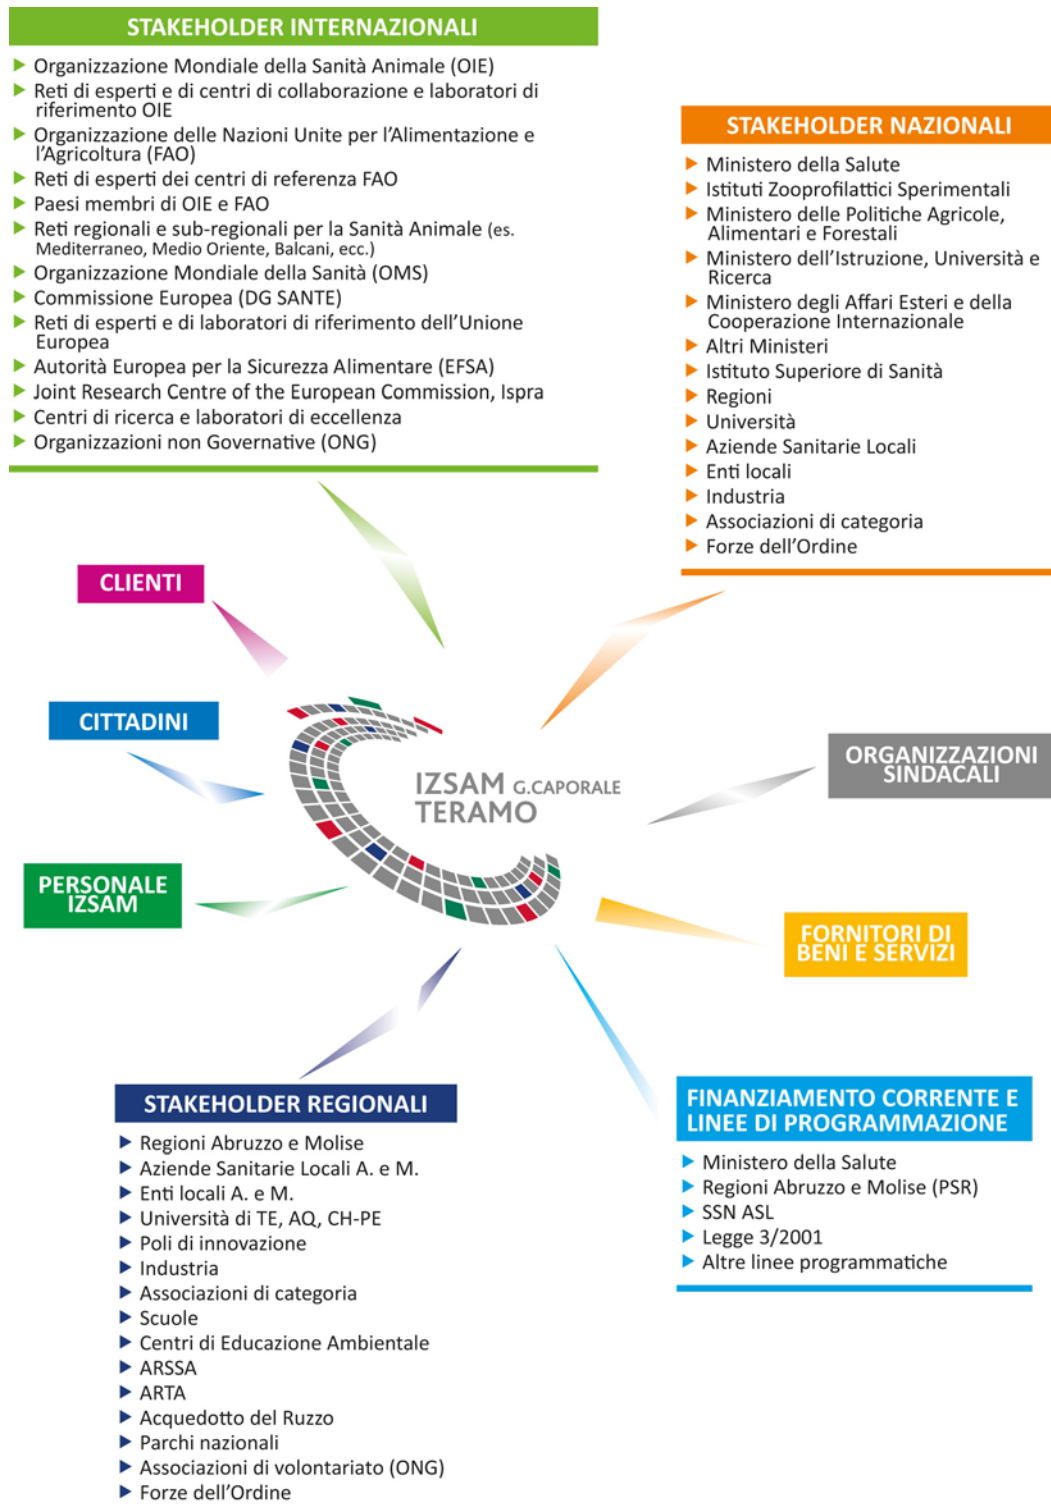 STAKEHOLDER INTERNAZIONALI
Organizzazione Mondiale della Sanità Animale (OIE)
Reti di esperti e di centri di collaborazione e laboratori di
riferimento OIE
Organizzazione delle Nazioni Unite per l'Alimentazione e
l'Agricoltura (FAO)
Reti di esperti dei centri di referenza FAO
Paesi membri di OIE e FAO
Reti regionali e sub-regionali per la Sanità Animale (es.
Mediterraneo, Medio Oriente, Balcani, ecc.)
Organizzazione Mondiale della Sanità (OMS)
Commissione Europea (DG SANTE)
Reti di esperti e di laboratori di riferimento dell'Unione
Europea
Autorità Europea per la Sicurezza Alimentare (EFSA)
Joint Research Centre of the European Commission, Ispra
Centri di ricerca e laboratori di eccellenza
Organizzazioni non Governative (ONG)
STAKEHOLDER NAZIONALI
Ministero della Salute
Istituti Zooprofilattici Sperimentali
Ministero delle Politiche Agricole,
Alimentari e Forestali
Ministero dell'Istruzione, Università e
Ricerca
Ministero degli Affari Esteri e della
Cooperazione Internazionale
Altri Ministeri
Istituto Superiore di Sanità
Regioni
Università
Aziende Sanitarie Locali
Enti locali
Industria
Associazioni di categoria
Forze dell'Ordine
CLIENTI
CITTADINI
PERSONALE
IZSAM
IZSAM G.CAPORALE
TERAMO
ORGANIZZAZIONI
SINDACALI
FORNITORI DI
BENI E SERVIZI
STAKEHOLDER REGIONALI
Regioni Abruzzo e Molise
Aziende Sanitarie Locali A. e M.
Enti locali A. e M.
Università di TE, AQ, CH-PE
Poli di innovazione
Industria
Associazioni di categoria
Scuole
Centri di Educazione Ambientale
ARSSA
ARTA
Acquedotto del Ruzzo
Parchi nazionali
Associazioni di volontariato (ONG)
Forze dell'Ordine
FINANZIAMENTO CORRENTE E
LINEE DI PROGRAMMAZIONE
Ministero della Salute
Regioni Abruzzo e Molise (PSR)
SSN ASL
Legge 3/2001
Altre linee programmatiche